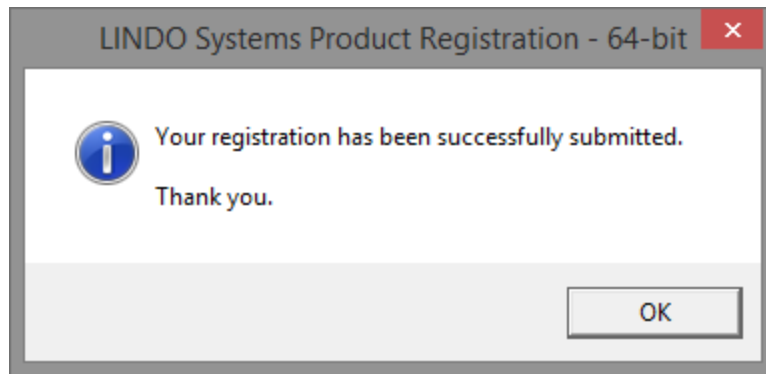 LINDO Systems Product Registration - 64-bit
Your registration has been successfully submitted.
Thank you.
OK